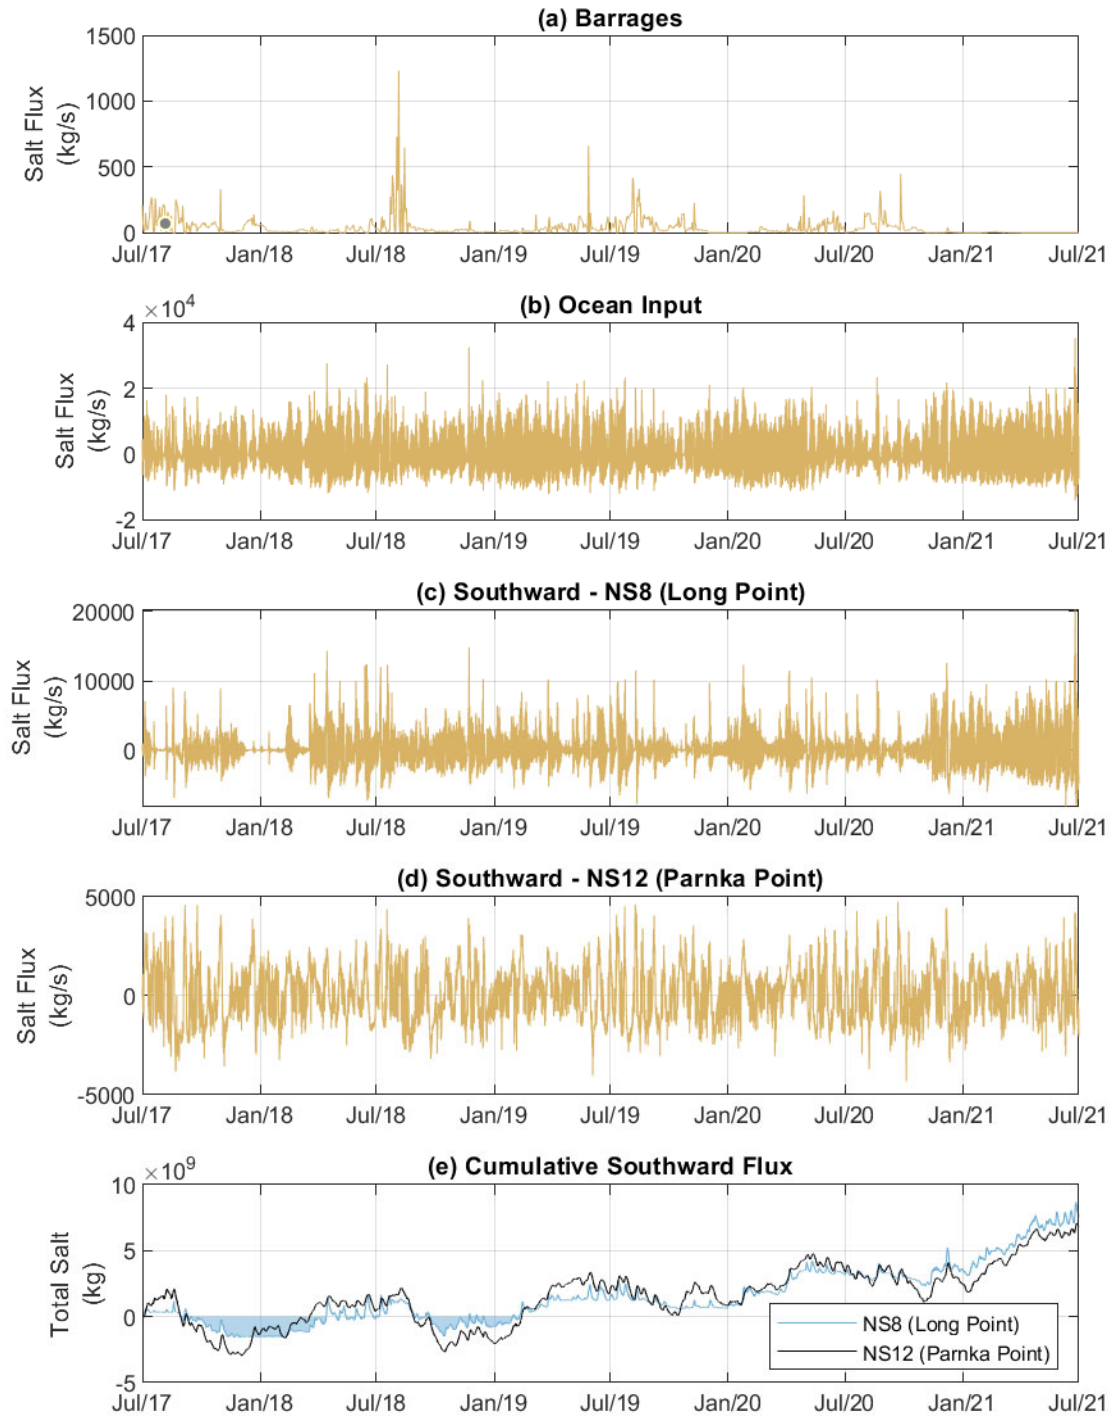 (a) Barrages
1500
1000
500
0
Salt Flux
(kg/s)
Jul/17 Jan/18 Jul/18 Jan/19 Jul/19 Jan/20 Jul/20 Jan/21 Jul/21
(b) Ocean Input
×10⁴
4
2
0
-2
Salt Flux
(kg/s)
Jul/17 Jan/18 Jul/18 Jan/19 Jul/19 Jan/20 Jul/20 Jan/21 Jul/21
(c) Southward - NS8 (Long Point)
20000
10000
0
Salt Flux
(kg/s)
Jul/17 Jan/18 Jul/18 Jan/19 Jul/19 Jan/20 Jul/20 Jan/21 Jul/21
(d) Southward - NS12 (Parnka Point)
5000
0
-5000
Salt Flux
(kg/s)
Jul/17 Jan/18 Jul/18 Jan/19 Jul/19 Jan/20 Jul/20 Jan/21 Jul/21
(e) Cumulative Southward Flux
×10⁹
10
5
0
-5
Total Salt
(kg)
NS8 (Long Point)
NS12 (Parnka Point)
Jul/17 Jan/18 Jul/18 Jan/19 Jul/19 Jan/20 Jul/20 Jan/21 Jul/21